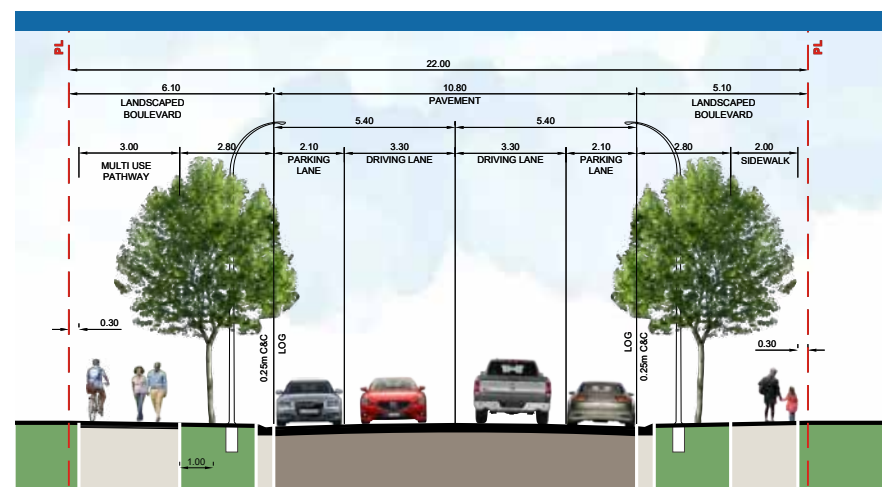 PL
PL
22.00
6.10
10.80
5.10
LANDSCAPED
BOULEVARD
PAVEMENT
LANDSCAPED
BOULEVARD
5.40
5.40
3.00
2.80
2.10
3.30
3.30
2.10
2.80
2.00
MULTI USE
PATHWAY
PARKING
LANE
DRIVING LANE
DRIVING LANE
PARKING
LANE
SIDEWALK
0.30
0.25m C&C
LOG
LOG
0.25m C&C
0.30
1.00